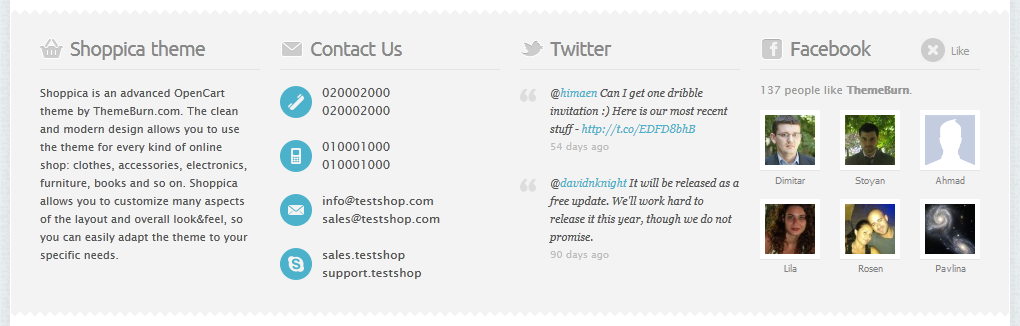 Shoppica theme
Shoppica is an advanced OpenCart
theme by ThemeBurn.com. The clean
and modern design allows you to use
the theme for every kind of online
shop: clothes, accessories, electronics,
furniture, books and so on. Shoppica
allows you to customize many aspects
of the layout and overall look&feel, so
you can easily adapt the theme to your
specific needs.
Contact Us
020002000
020002000
010001000
010001000
info@testshop.com
sales@testshop.com
sales.testshop
support.testshop
Twitter
@himaen Can I get one dribble
invitation :) Here is our most recent
stuff - http://t.co/EDFD8bhB
54 days ago
@davidnknight It will be released as a
free update. We'll work hard to
release it this year, though we do not
promise.
90 days ago
Facebook
Like
137 people like ThemeBurn.
Dimitar
Stoyan
Ahmad
Lila
Rosen
Pavlina